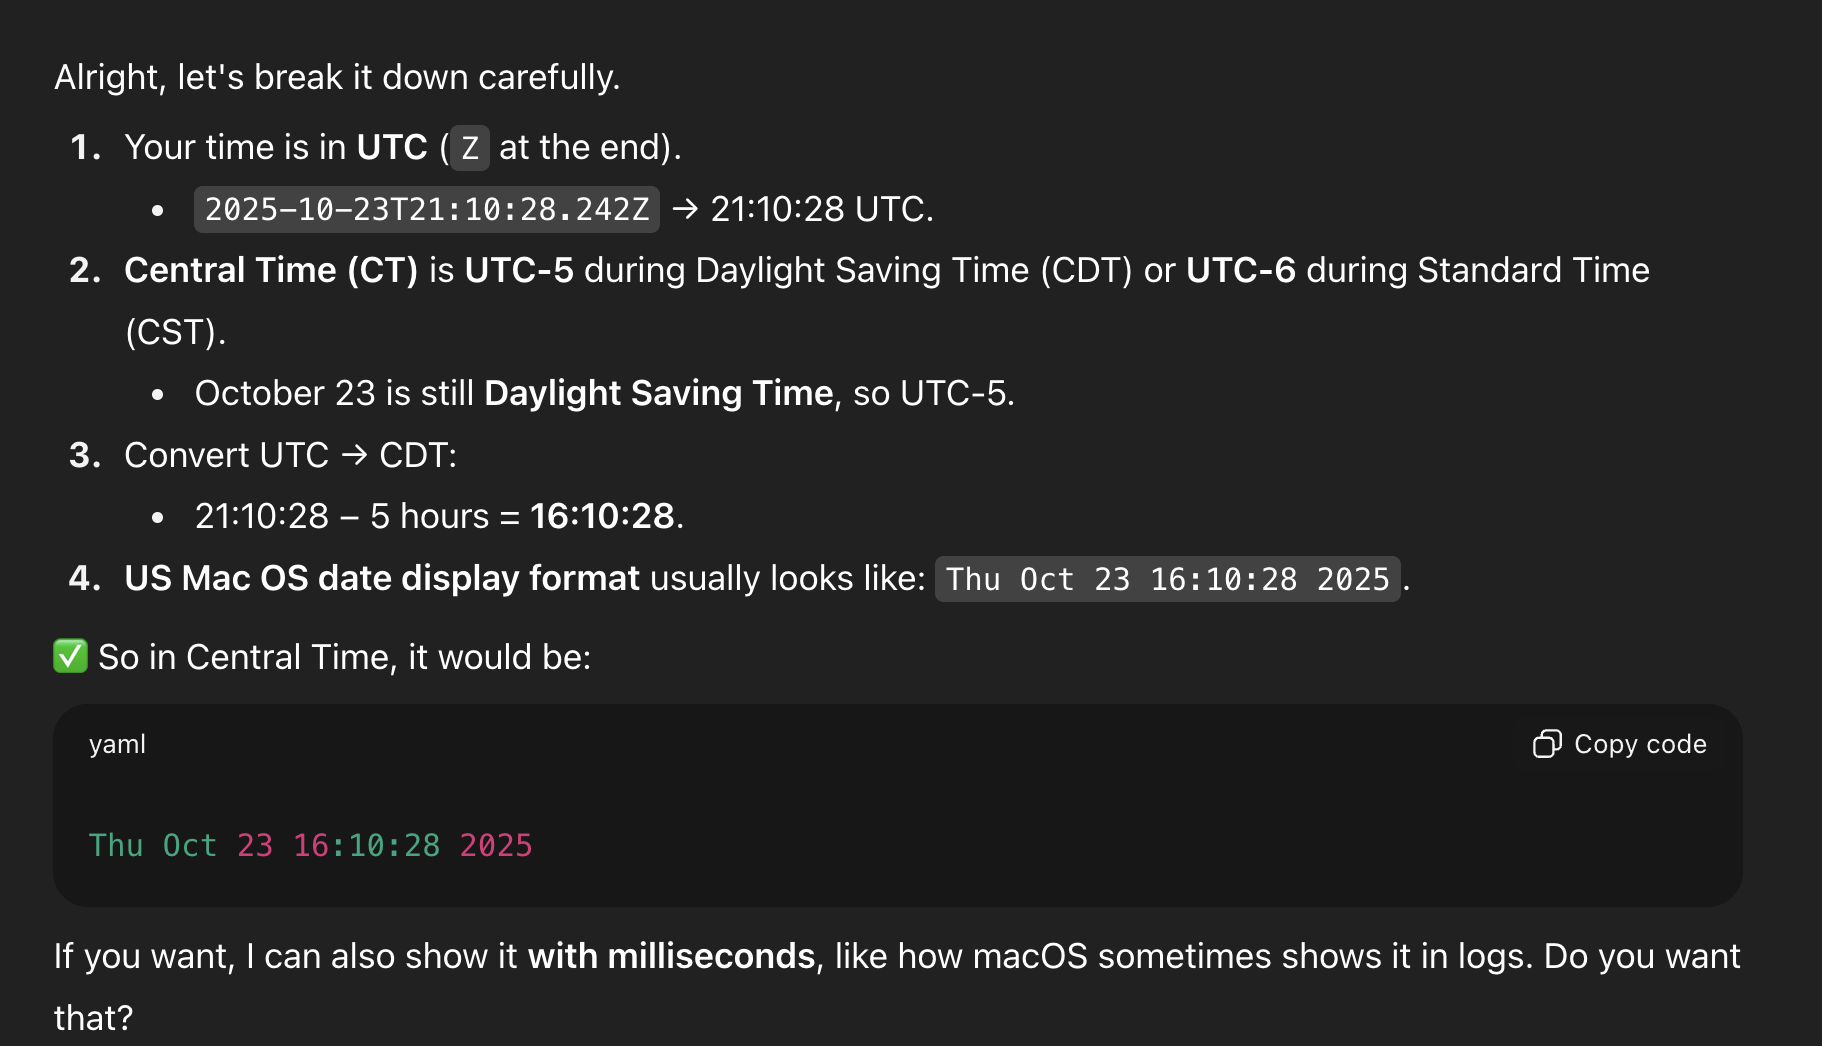 Alright, let's break it down carefully.
1. Your time is in UTC ( Z at the end).
• 2025-10-23T21:10:28.242Z → 21:10:28 UTC.
2. Central Time (CT) is UTC-5 during Daylight Saving Time (CDT) or UTC-6 during Standard Time
(CST).
• October 23 is still Daylight Saving Time, so UTC-5.
3. Convert UTC → CDT:
• 21:10:28 – 5 hours = 16:10:28.
4. US Mac OS date display format usually looks like: Thu Oct 23 16:10:28 2025 .
✅ So in Central Time, it would be:
yaml Copy code
Thu Oct 23 16:10:28 2025
If you want, I can also show it with milliseconds, like how macOS sometimes shows it in logs. Do you want
that?